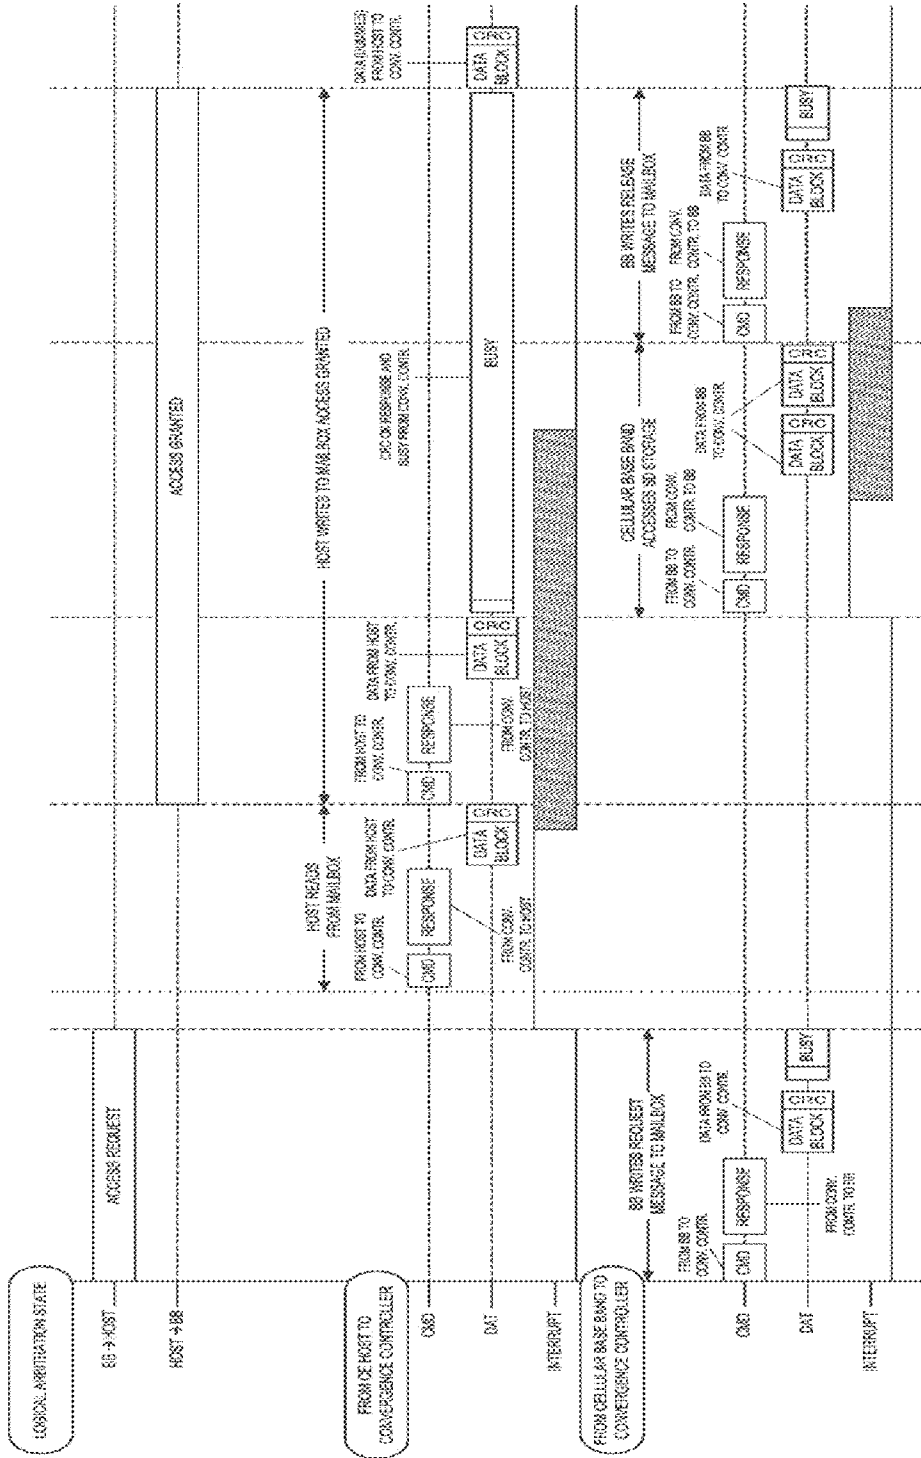 LOGICAL ARBITRATION STATE
BB → HOST
ACCESS REQUEST
HOST → BB
ACCESS GRANTED
FROM CE HOST TO
CONVERGENCE CONTROLLER
HOST READS
FROM MAILBOX
HOST WRITES TO MAILBOX ACCESS GRANTED
FROM HOST TO
CONV. CONTR.
DATA FROM HOST
TO CONV. CONTR.
FROM HOST TO
CONV. CONTR.
DATA FROM HOST
TO CONV. CONTR.
CRC OK RESPONSE AND
BUSY FROM CONV. CONTR.
FROM HOST TO
CONV. CONTR.
CMD
CMD
RESPONSE
CMD
RESPONSE
DAT
DATA
BLOCK
CRC
DATA
BLOCK
CRC
BUSY
DATA
BLOCK
CRC
FROM CONV.
CONTR. TO HOST
FROM CONV.
CONTR. TO HOST
INTERRUPT
FROM CELLULAR BASE BAND TO
CONVERGENCE CONTROLLER
BB WRITES REQUEST
MESSAGE TO MAILBOX
CELLULAR BASE BAND
ACCESSES SD STORAGE
BB WRITES RELEASE
MESSAGE TO MAILBOX
FROM BB TO
CONV. CONTR.
DATA FROM BB TO
CONV. CONTR.
FROM BB TO
CONV. CONTR.
FROM CONV.
CONTR. TO BB
DATA FROM BB
TO CONV. CONTR.
FROM BB TO
CONV. CONTR.
FROM CONV.
CONTR. TO BB
DATA FROM BB
TO CONV. CONTR.
CMD
CMD
RESPONSE
CMD
RESPONSE
CMD
RESPONSE
DAT
DATA
BLOCK
CRC
BUSY
DATA
BLOCK
CRC
DATA
BLOCK
CRC
DATA
BLOCK
CRC
BUSY
FROM CONV.
CONTR. TO BB
INTERRUPT